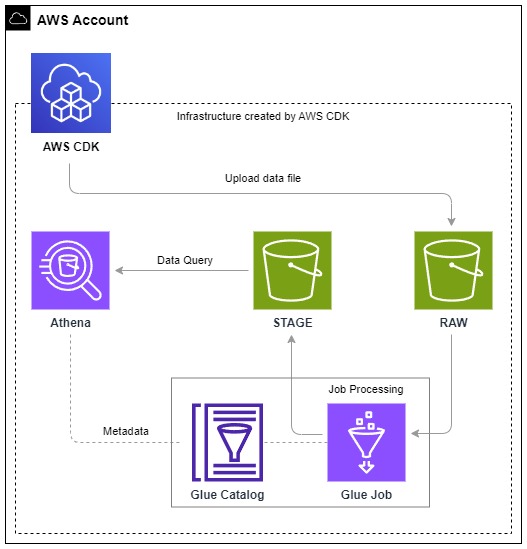 AWS Account
Infrastructure created by AWS CDK
AWS CDK
Upload data file
Data Query
Athena
STAGE
RAW
Job Processing
Metadata
Glue Catalog
Glue Job